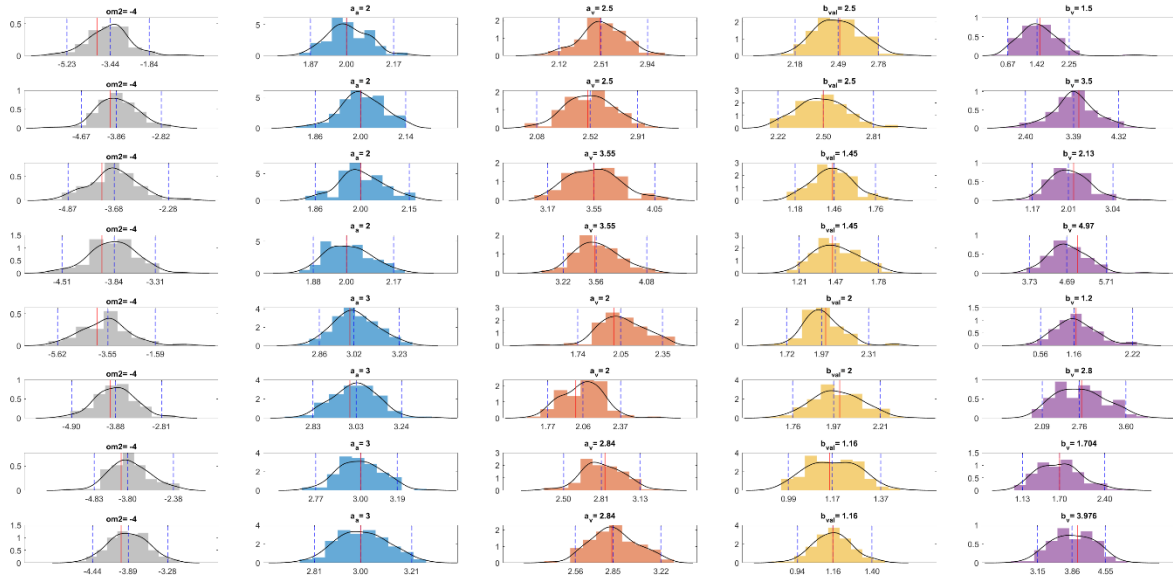 om2= -4 a_a = 2 a_v = 2.5 b_val = 2.5 b_v = 1.5
0.5 0 5 0 2 1 0 2 0 1 0.5 0
-5.23 -3.44 -1.84 1.87 2.00 2.17 2.12 2.51 2.94 2.18 2.49 2.78 0.67 1.42 2.25
om2= -4 a_a = 2 a_v = 2.5 b_val = 2.5 b_v = 3.5
1 0.5 0 5 0 2 1 0 3 2 1 0 1 0.5 0
-4.67 -3.86 -2.82 1.86 2.00 2.14 2.08 2.52 2.91 2.22 2.50 2.81 2.40 3.39 4.32
om2= -4 a_a = 2 a_v = 3.55 b_val = 1.45 b_v = 2.13
0.5 0 5 0 2 1 0 3 2 1 0 1 0.5 0
-4.87 -3.68 -2.28 1.86 2.00 2.15 3.17 3.55 4.05 1.18 1.46 1.76 1.17 2.01 3.04
om2= -4 a_a = 2 a_v = 3.55 b_val = 1.45 b_v = 4.97
1.5 1 0.5 0 5 0 2 1 0 3 2 1 0 1 0.5 0
-4.51 -3.84 -3.31 1.88 2.00 2.17 3.22 3.56 4.08 1.21 1.47 1.78 3.73 4.69 5.71
om2= -4 a_a = 3 a_v = 2 b_val = 2 b_v = 1.2
0.5 0 4 2 0 3 2 1 0 2 0 1.5 1 0.5 0
-5.62 -3.55 -1.59 2.86 3.02 3.23 1.74 2.05 2.35 1.72 1.97 2.31 0.56 1.16 2.22
om2= -4 a_a = 3 a_v = 2 b_val = 2 b_v = 2.8
1 0.5 0 4 2 0 2 1 0 4 2 0 1 0.5 0
-4.90 -3.88 -2.81 2.83 3.03 3.24 1.77 2.06 2.37 1.76 1.97 2.21 2.09 2.76 3.60
om2= -4 a_a = 3 a_v = 2.84 b_val = 1.16 b_v = 1.704
0.5 0 4 2 0 3 2 1 0 4 2 0 1.5 1 0.5 0
-4.83 -3.80 -2.38 2.77 3.00 3.19 2.50 2.81 3.13 0.99 1.17 1.37 1.13 1.70 2.40
om2= -4 a_a = 3 a_v = 2.84 b_val = 1.16 b_v = 3.976
1.5 1 0.5 0 4 2 0 2 1 0 4 2 0 1 0.5 0
-4.44 -3.89 -3.28 2.81 3.00 3.21 2.56 2.85 3.22 0.94 1.16 1.40 3.15 3.86 4.55